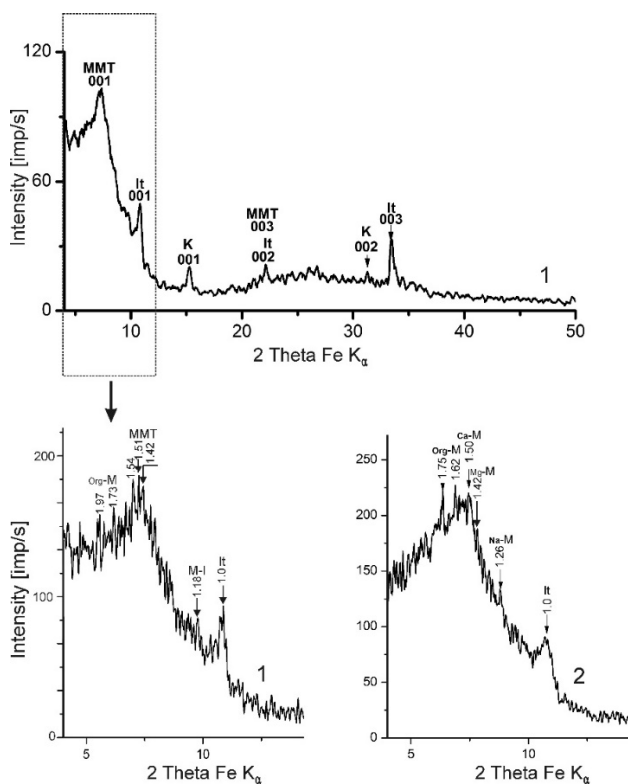 120
MMT
001
It
001
60
MMT
003
It
002
It
003
K
001
K
002
1
0
10
20
30
40
50
Intensity [imp/s]
2 Theta Fe Kα
200
100
0
MMT
1.54
1.51
1.42
Org-M
1.97
1.73
M-I
1.18
1.0 It
1
5
10
Intensity [imp/s]
2 Theta Fe Kα
250
200
150
100
50
0
Ca-M
1.50
Org-M
1.75
1.62
Mg-M
1.42
Na-M
1.26
1.0 It
2
5
10
2 Theta Fe Kα